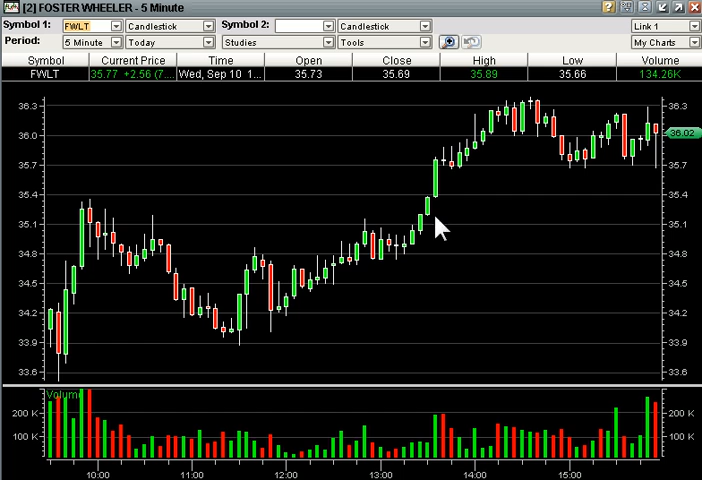 [2] FOSTER WHEELER - 5 Minute
Symbol 1: FWLT Candlestick Symbol 2: Candlestick Link 1
Period: 5 Minute Today Studies Tools My Charts
Symbol Current Price Time Open Close High Low Volume
FWLT 35.77 +2.56 (7.... Wed, Sep 10 1... 35.73 35.69 35.89 35.66 134.26K
36.3 36.3
36.0 36.02
35.7 35.7
35.4 35.4
35.1 35.1
34.8 34.8
34.5 34.5
34.2 34.2
33.9 33.9
33.6 33.6
Volume
200 K 200 K
100 K 100 K
10:00 11:00 12:00 13:00 14:00 15:00